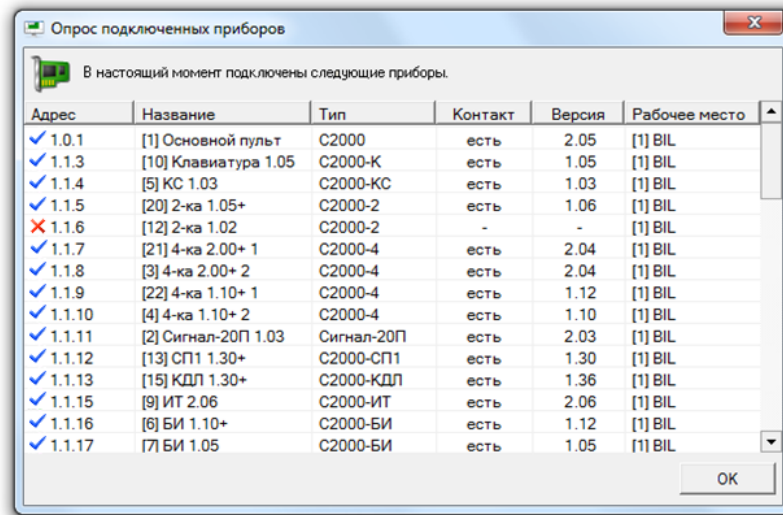 Опрос подключенных приборов
В настоящий момент подключены следующие приборы.
Адрес Название Тип Контакт Версия Рабочее место
1.0.1 [1] Основной пульт С2000 есть 2.05 [1] BIL
1.1.3 [10] Клавиатура 1.05 С2000-К есть 1.05 [1] BIL
1.1.4 [5] КС 1.03 С2000-КС есть 1.03 [1] BIL
1.1.5 [20] 2-ка 1.05+ С2000-2 есть 1.06 [1] BIL
1.1.6 [12] 2-ка 1.02 С2000-2 - - [1] BIL
1.1.7 [21] 4-ка 2.00+ 1 С2000-4 есть 2.04 [1] BIL
1.1.8 [3] 4-ка 2.00+ 2 С2000-4 есть 2.04 [1] BIL
1.1.9 [22] 4-ка 1.10+ 1 С2000-4 есть 1.12 [1] BIL
1.1.10 [4] 4-ка 1.10+ 2 С2000-4 есть 1.10 [1] BIL
1.1.11 [2] Сигнал-20П 1.03 Сигнал-20П есть 2.03 [1] BIL
1.1.12 [13] СП1 1.30+ С2000-СП1 есть 1.30 [1] BIL
1.1.13 [15] КДЛ 1.30+ С2000-КДЛ есть 1.36 [1] BIL
1.1.15 [9] ИТ 2.06 С2000-ИТ есть 2.06 [1] BIL
1.1.16 [6] БИ 1.10+ С2000-БИ есть 1.12 [1] BIL
1.1.17 [7] БИ 1.05 С2000-БИ есть 1.05 [1] BIL
OK